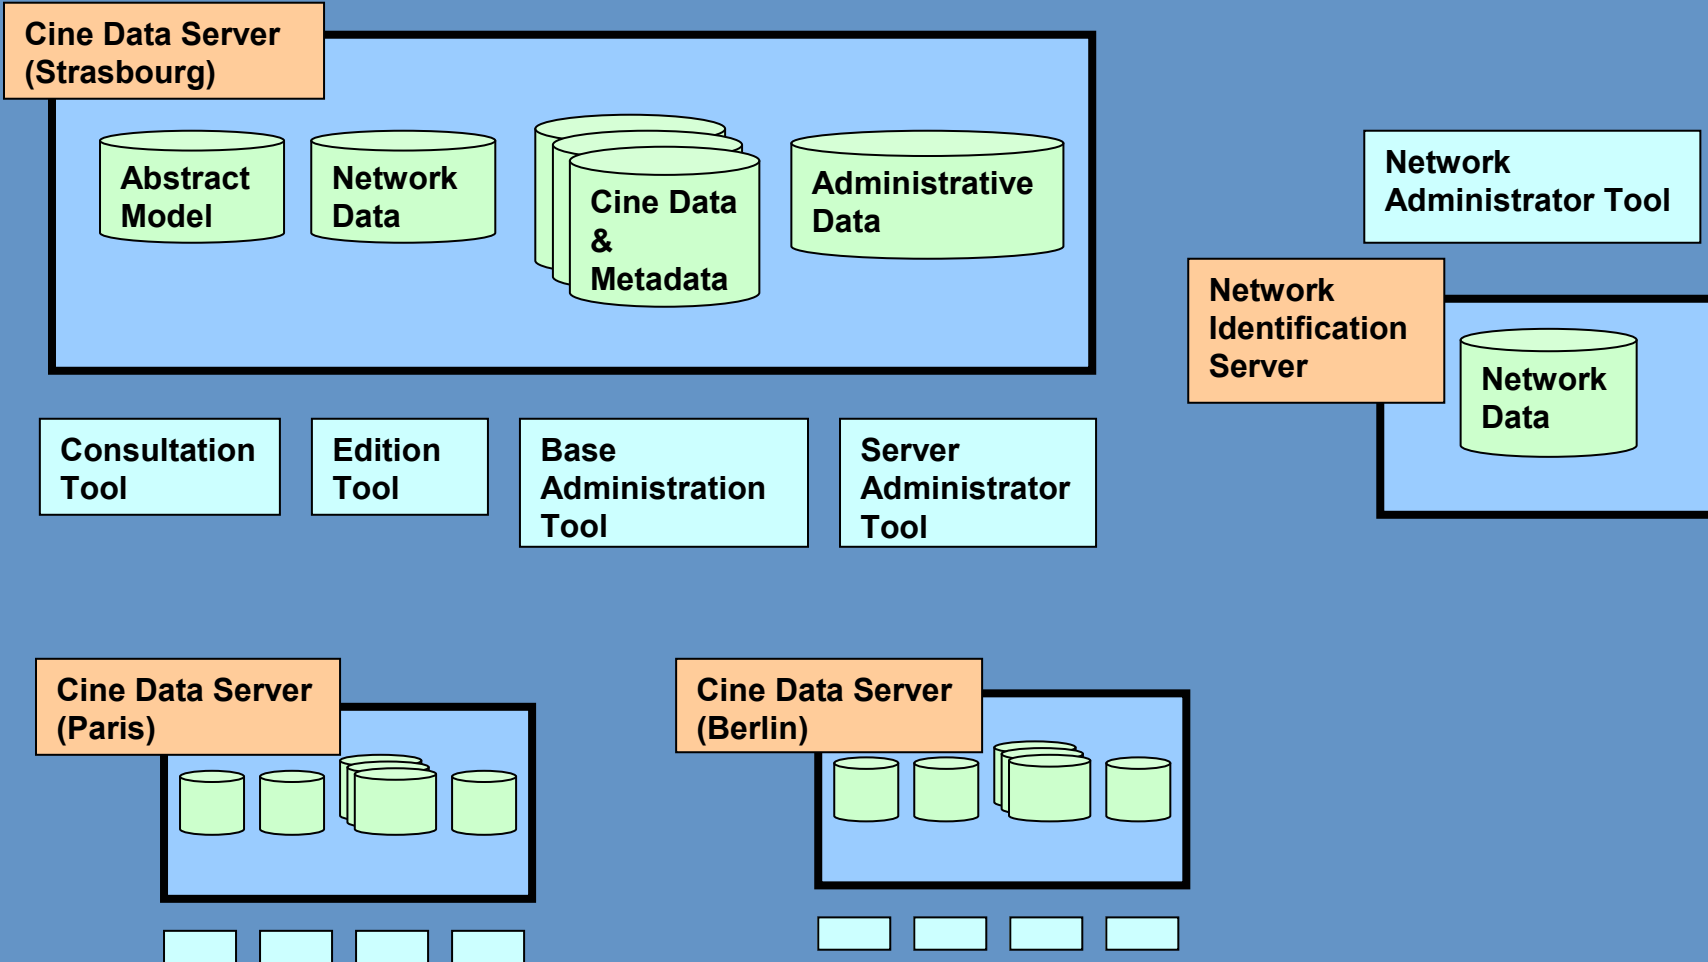 Cine Data Server
(Strasbourg)
Abstract
Model
Network
Data
Cine Data
&
Metadata
Administrative
Data
Network
Administrator Tool
Network
Identification
Server
Network
Data
Consultation
Tool
Edition
Tool
Base
Administration
Tool
Server
Administrator
Tool
Cine Data Server
(Paris)
Cine Data Server
(Berlin)